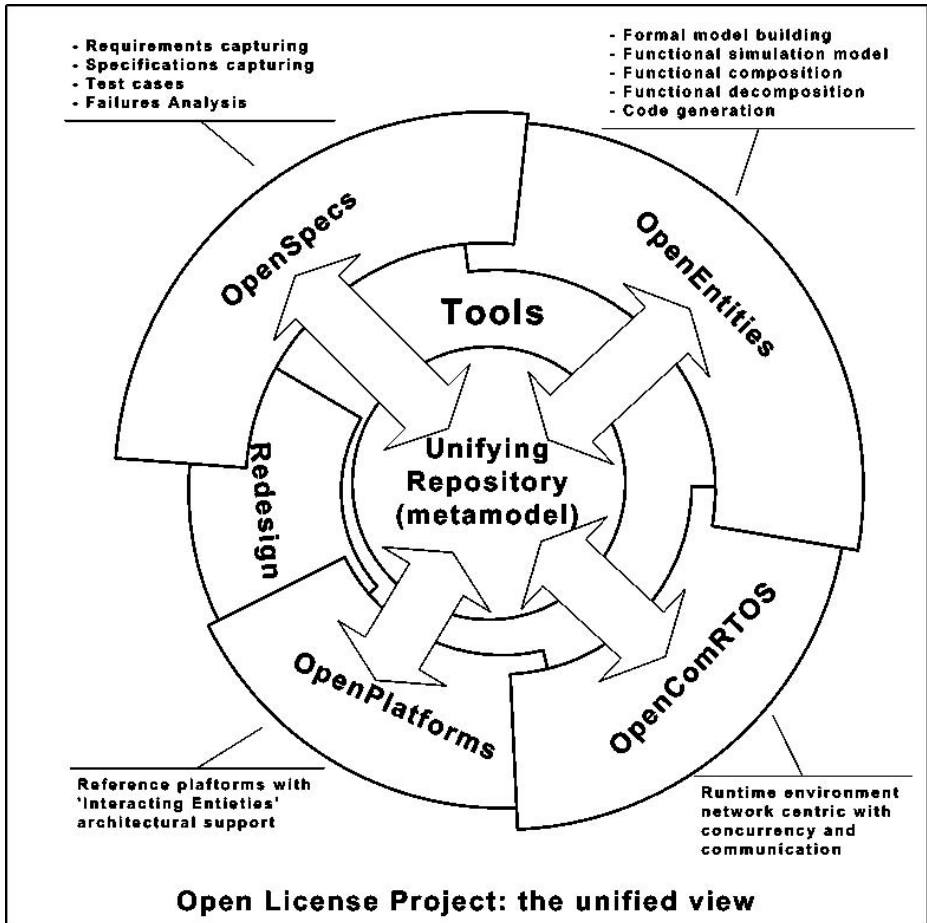 - Requirements capturing
- Specifications capturing
- Test cases
- Failures Analysis
- Formal model building
- Functional simulation model
- Functional composition
- Functional decomposition
- Code generation
OpenSpecs
OpenEntities
Tools
Unifying
Repository
(metamodel)
Redesign
OpenPlatforms
OpenComRTOS
Reference plaftorms with
'Interacting Entieties'
architectural support
Runtime environment
network centric with
concurrency and
communication
Open License Project: the unified view